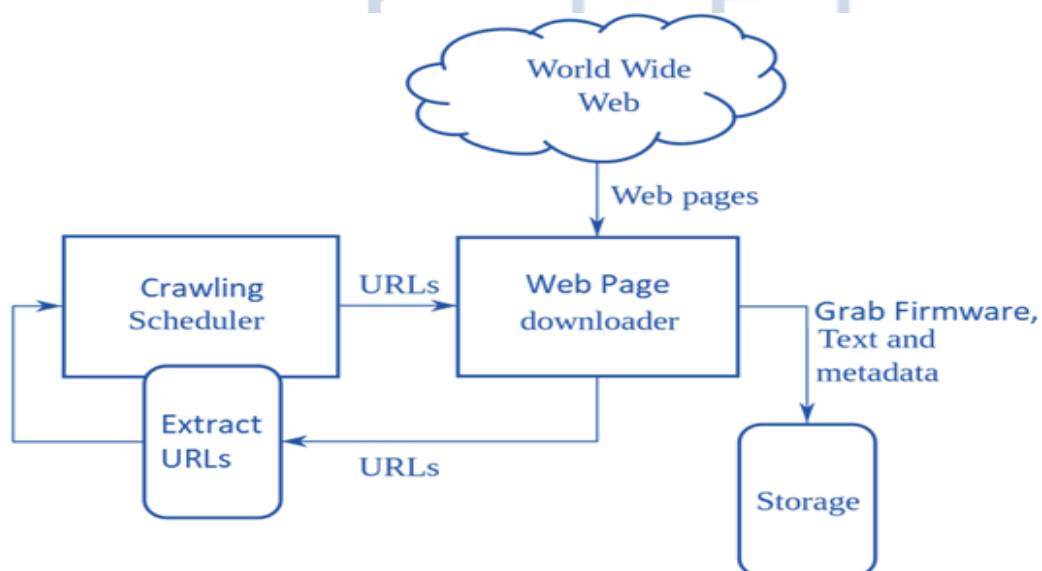 World Wide
Web
Web pages
Crawling
Scheduler
URLs
Web Page
downloader
Grab Firmware,
Text and
metadata
Extract
URLs
URLs
Storage